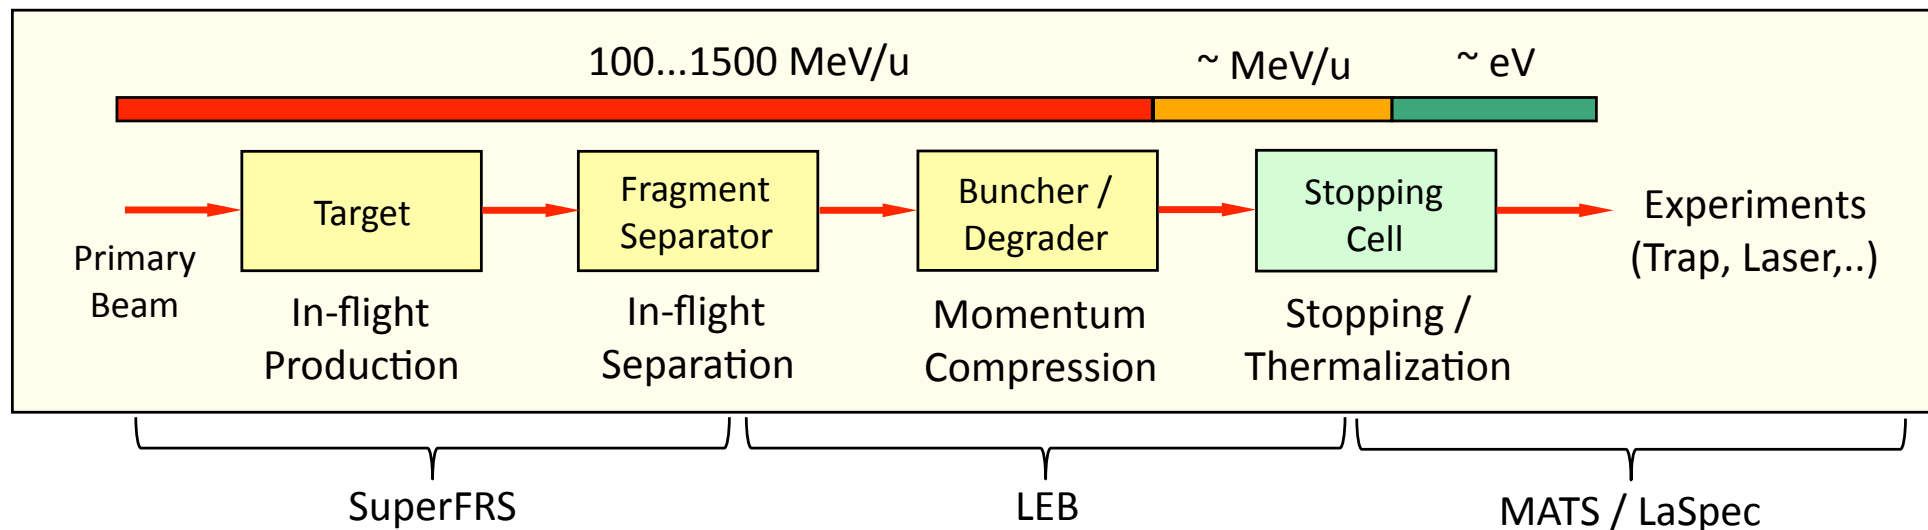 100...1500 MeV/u
~ MeV/u
~ eV
Primary
Beam
Target
Fragment
Separator
Buncher /
Degrader
Stopping
Cell
Experiments
(Trap, Laser,..)
In-flight
Production
In-flight
Separation
Momentum
Compression
Stopping /
Thermalization
SuperFRS
LEB
MATS / LaSpec